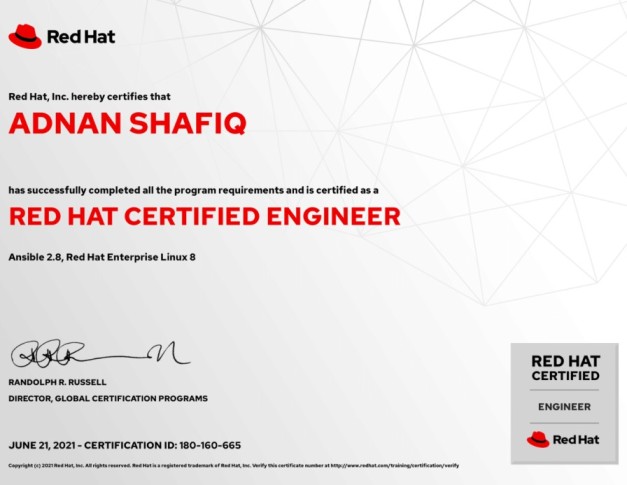 Red Hat
Red Hat, Inc. hereby certifies that
ADNAN SHAFIQ
has successfully completed all the program requirements and is certified as a
RED HAT CERTIFIED ENGINEER
Ansible 2.8, Red Hat Enterprise Linux 8
RANDOLPH R. RUSSELL
DIRECTOR, GLOBAL CERTIFICATION PROGRAMS
JUNE 21, 2021 - CERTIFICATION ID: 180-160-665
Copyright (c) 2021 Red Hat, Inc. All rights reserved. Red Hat is a registered trademark of Red Hat, Inc. Verify this certificate number at http://www.redhat.com/training/certification/verify
RED HAT
CERTIFIED
ENGINEER
Red Hat